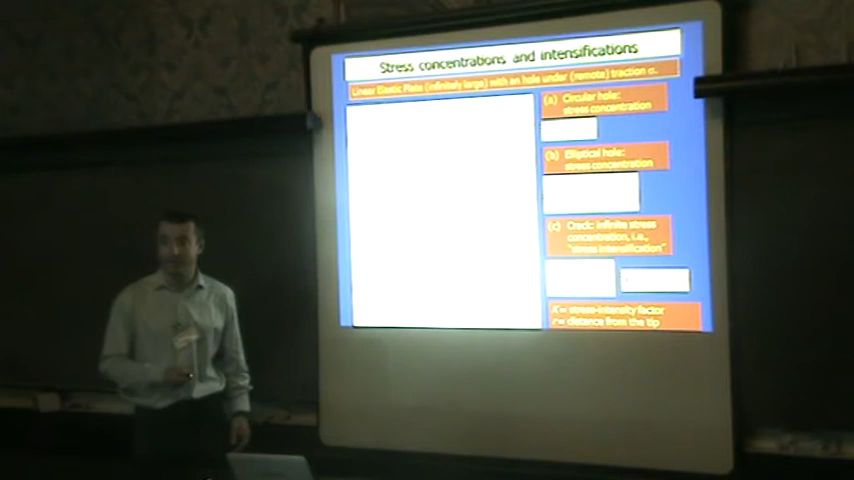 Stress concentrations and intensifications
Linear Elastic Plate (infinitely large) with an hole under (remote) traction σ.
(a) Circular hole:
stress concentration
(b) Elliptical hole:
stress concentration
(c) Crack: infinite stress
concentration, i.e.,
"stress intensification"
K= stress-intensity factor
r= distance from the tip